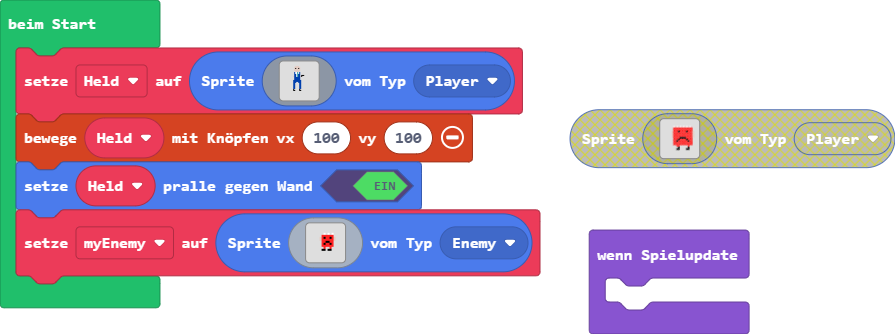 beim Start
setze Held auf Sprite vom Typ Player
bewege Held mit Knöpfen vx 100 vy 100
setze Held pralle gegen Wand EIN
setze myEnemy auf Sprite vom Typ Enemy
Sprite vom Typ Player
wenn Spielupdate